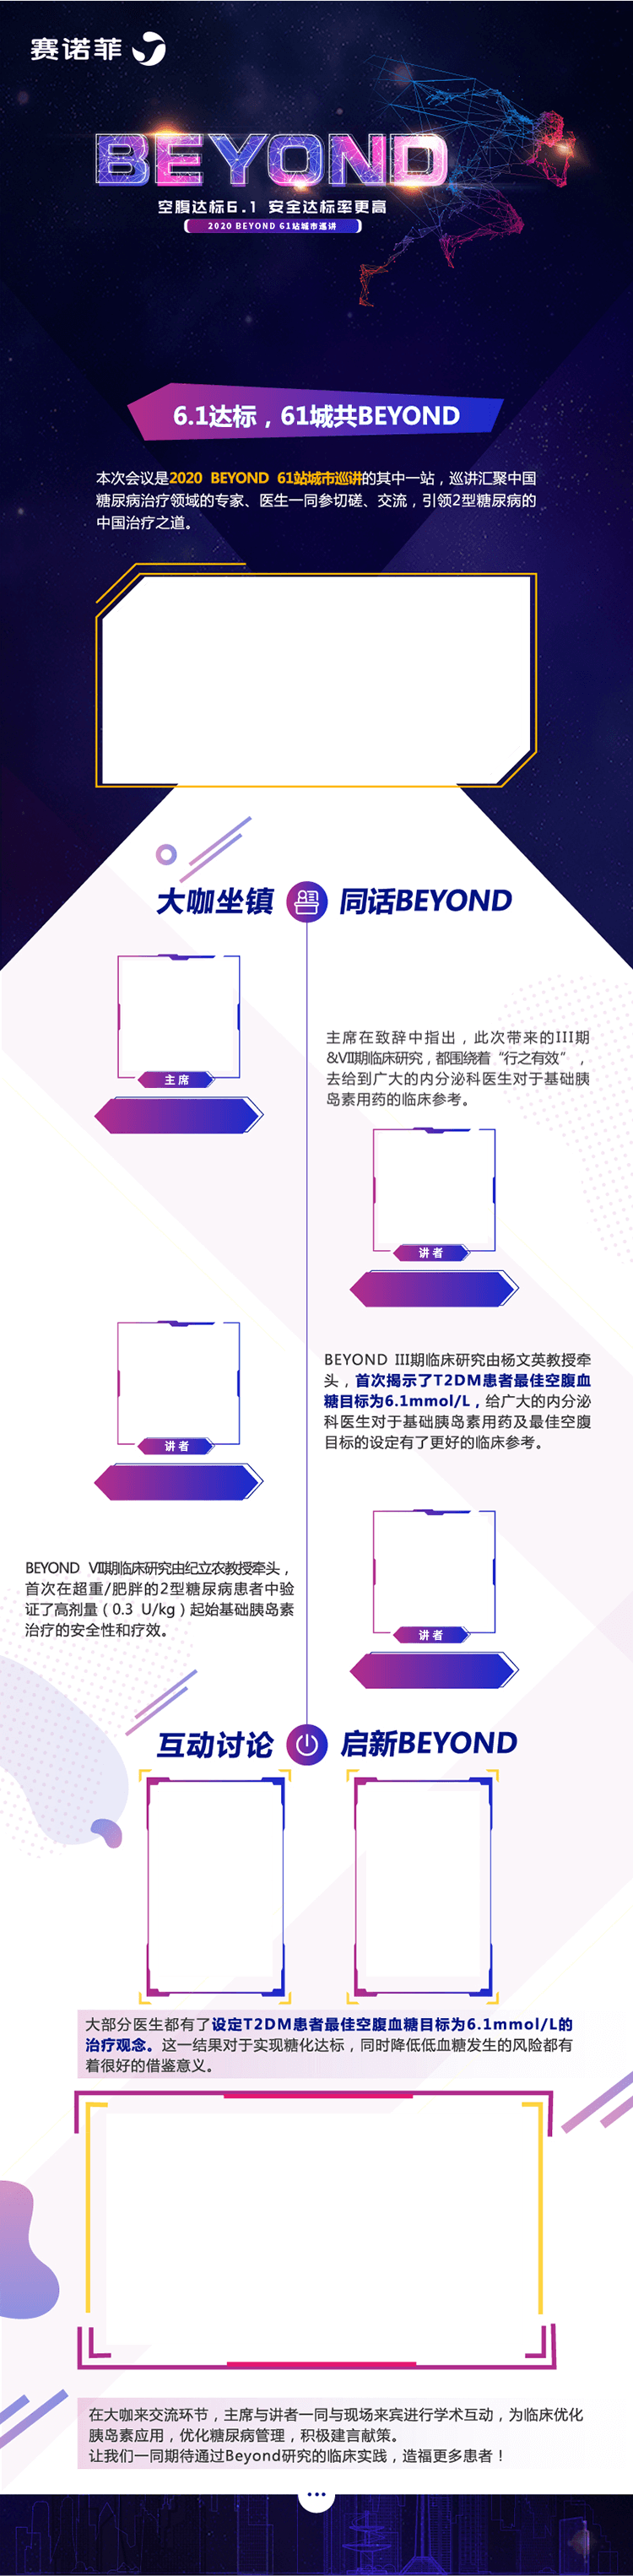 赛诺菲
BEYOND
空腹达标6.1 安全达标率更高
2020 BEYOND 61站城市巡讲
6.1达标，61城共BEYOND
本次会议是2020 BEYOND 61站城市巡讲的其中一站，巡讲汇聚中国
糖尿病治疗领域的专家、医生一同参切磋、交流，引领2型糖尿病的
中国治疗之道。
大咖坐镇 同话BEYOND
主席
主席在致辞中指出，此次带来的III期
&VII期临床研究，都围绕着“行之有效”，
去给到广大的内分泌科医生对于基础胰
岛素用药的临床参考。
讲者
讲者
BEYOND III期临床研究由杨文英教授牵
头，首次揭示了T2DM患者最佳空腹血
糖目标为6.1mmol/L，给广大的内分泌
科医生对于基础胰岛素用药及最佳空腹
目标的设定有了更好的临床参考。
讲者
BEYOND VII期临床研究由纪立农教授牵头，
首次在超重/肥胖的2型糖尿病患者中验
证了高剂量（0.3 U/kg）起始基础胰岛素
治疗的安全性和疗效。
互动讨论 启新BEYOND
大部分医生都有了设定T2DM患者最佳空腹血糖目标为6.1mmol/L的
治疗观念。这一结果对于实现糖化达标，同时降低低血糖发生的风险都有
着很好的借鉴意义。
在大咖来交流环节，主席与讲者一同与现场来宾进行学术互动，为临床优化
胰岛素应用，优化糖尿病管理，积极建言献策。
让我们一同期待通过Beyond研究的临床实践，造福更多患者！